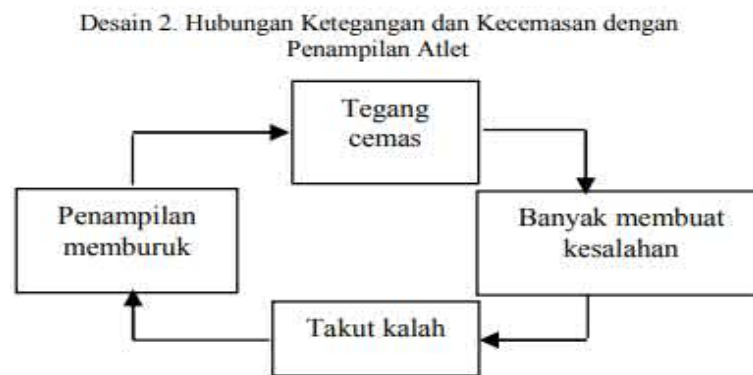 Desain 2. Hubungan Ketegangan dan Kecemasan dengan
Penampilan Atlet
Tegang
cemas
Banyak membuat
kesalahan
Takut kalah
Penampilan
memburuk